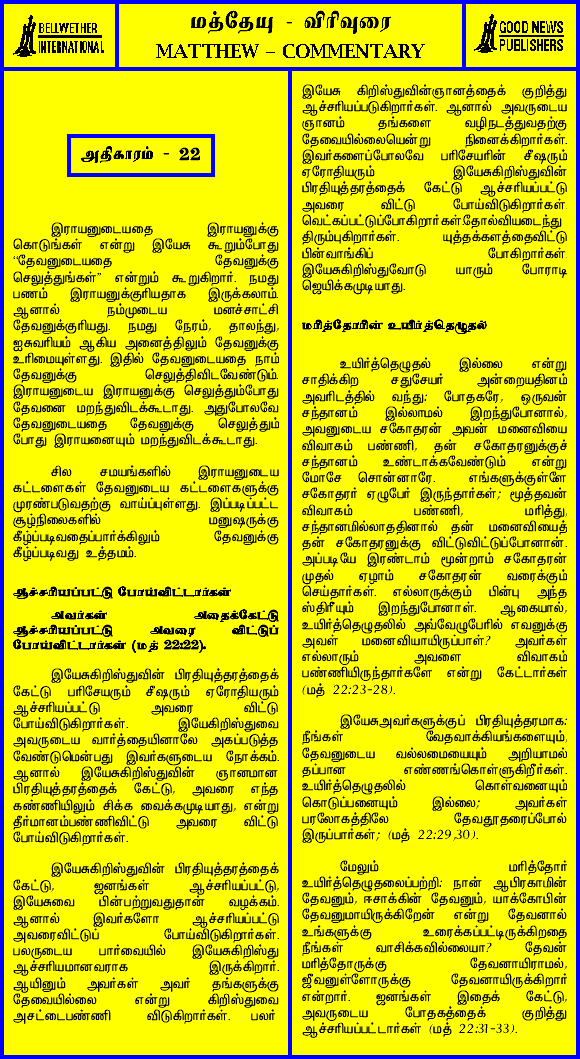 BELLWETHER
INTERNATIONAL
மத்தேயு - விரிவுரை
MATTHEW – COMMENTARY
GOOD NEWS
PUBLISHERS
அதிகாரம் - 22
இராயனுடையதை இராயனுக்கு
கொடுங்கள் என்று இயேசு கூறும்போது
“தேவனுடையதை தேவனுக்கு
செலுத்துங்கள்” என்றும் கூறுகிறார். நமது
பணம் இராயனுக்குரியதாக இருக்கலாம்.
ஆனால் நம்முடைய மனச்சாட்சி
தேவனுக்குரியது. நமது நேரம், தாலந்து,
ஐசுவரியம் ஆகிய அனைத்திலும் தேவனுக்கு
உரிமையுள்ளது. இதில் தேவனுடையதை நாம்
தேவனுக்கு செலுத்திவிடவேண்டும்.
இராயனுடைய இராயனுக்கு செலுத்தும்போது
தேவனை மறந்துவிடக்கூடாது. அதுபோலவே
தேவனுடையதை தேவனுக்கு செலுத்தும்
போது இராயனையும் மறந்துவிடக்கூடாது.
சில சமயங்களில் இராயனுடைய
கட்டளைகள் தேவனுடைய கட்டளைகளுக்கு
முரண்படுவதற்கு வாய்ப்புள்ளது. இப்படிப்பட்ட
சூழ்நிலைகளில் மனுஷருக்கு
கீழ்ப்படிவதைப்பார்க்கிலும் தேவனுக்கு
கீழ்ப்படிவது உத்தமம்.
ஆச்சரியப்பட்டு போய்விட்டார்கள்
அவர்கள் அதைக்கேட்டு
ஆச்சரியப்பட்டு அவரை விட்டுப்
போய்விட்டார்கள் (மத் 22:22).
இயேசுகிறிஸ்துவின் பிரதியுத்தரத்தைக்
கேட்டு பரிசேயரும் சீஷரும் ஏரோதியரும்
ஆச்சரியப்பட்டு அவரை விட்டு
போய்விடுகிறார்கள். இயேகிறிஸ்துவை
அவருடைய வார்த்தையினாலே அகப்படுத்த
வேண்டுமென்பது இவர்களுடைய நோக்கம்.
ஆனால் இயேசுகிறிஸ்துவின் ஞானமான
பிரதியுத்தரத்தைக் கேட்டு, அவரை எந்த
கண்ணியிலும் சிக்க வைக்கமுடியாது, என்று
தீர்மானம்பண்ணிவிட்டு அவரை விட்டு
போய்விடுகிறார்கள்.
இயேசுகிறிஸ்துவின் பிரதியுத்தரத்தைக்
கேட்டு, ஜனங்கள் ஆச்சரியப்பட்டு,
இயேசுவை பின்பற்றுவதுதான் வழக்கம்.
ஆனால் இவர்களோ ஆச்சரியப்பட்டு
அவரைவிட்டுப் போய்விடுகிறார்கள்.
பலருடைய பார்வையில் இயேசுகிறிஸ்து
ஆச்சரியமானவராக இருக்கிறார்.
ஆயினும் அவர்கள் அவர் தங்களுக்கு
தேவையில்லை என்று கிறிஸ்துவை
அசட்டைபண்ணி விடுகிறார்கள். பலர்
இயேசு கிறிஸ்துவின்ஞானத்தைக் குறித்து
ஆச்சரியப்படுகிறார்கள். ஆனால் அவருடைய
ஞானம் தங்களை வழிநடத்துவதற்கு
தேவையில்லையென்று நினைக்கிறார்கள்.
இவர்களைப்போலவே பரிசேயரின் சீஷரும்
ஏரோதியரும் இயேசுகிறிஸ்துவின்
பிரதியுத்தரத்தைக் கேட்டு ஆச்சரியப்பட்டு
அவரை விட்டு போய்விடுகிறார்கள்.
வெட்கப்பட்டுப்போகிறார்கள்.தோல்வியடைந்து
திரும்புகிறார்கள். யுத்தக்களத்தைவிட்டு
பின்வாங்கிப் போகிறார்கள்.
இயேசுகிறிஸ்துவோடு யாரும் போராடி
ஜெயிக்கமுடியாது.
மரித்தோரின் உயிர்த்தெழுதல்
உயிர்த்தெழுதல் இல்லை என்று
சாதிக்கிற சதுசேயர் அன்றையதினம்
அவரிடத்தில் வந்து: போதகரே, ஒருவன்
சந்தானம் இல்லாமல் இறந்துபோனால்,
அவனுடைய சகோதரன் அவன் மனைவியை
விவாகம் பண்ணி, தன் சகோதரனுக்குச்
சந்தானம் உண்டாக்கவேண்டும் என்று
மோசே சொன்னாரே. எங்களுக்குள்ளே
சகோதரர் ஏழுபேர் இருந்தார்கள்; மூத்தவன்
விவாகம் பண்ணி, மரித்து,
சந்தானமில்லாததினால் தன் மனைவியைத்
தன் சகோதரனுக்கு விட்டுவிட்டுப்போனான்.
அப்படியே இரண்டாம் மூன்றாம் சகோதரன்
முதல் ஏழாம் சகோதரன் வரைக்கும்
செய்தார்கள். எல்லாருக்கும் பின்பு அந்த
ஸ்திரீயும் இறந்துபோனாள். ஆகையால்,
உயிர்த்தெழுதலில் அவ்வேழுபேரில் எவனுக்கு
அவள் மனைவியாயிருப்பாள்? அவர்கள்
எல்லாரும் அவளை விவாகம்
பண்ணியிருந்தார்களே என்று கேட்டார்கள்
(மத் 22:23-28).
இயேசுஅவர்களுக்குப் பிரதியுத்தரமாக:
நீங்கள் வேதவாக்கியங்களையும்,
தேவனுடைய வல்லமையையும் அறியாமல்
தப்பான எண்ணங்கொள்ளுகிறீர்கள்.
உயிர்த்தெழுதலில் கொள்வனையும்
கொடுப்பனையும் இல்லை; அவர்கள்
பரலோகத்திலே தேவதூதரைப்போல்
இருப்பார்கள்; (மத் 22:29,30).
மேலும் மரித்தோர்
உயிர்த்தெழுதலைப்பற்றி: நான் ஆபிரகாமின்
தேவனும், ஈசாக்கின் தேவனும், யாக்கோபின்
தேவனுமாயிருக்கிறேன் என்று தேவனால்
உங்களுக்கு உரைக்கப்பட்டிருக்கிறதை
நீங்கள் வாசிக்கவில்லையா? தேவன்
மரித்தோருக்கு தேவனாயிராமல்,
ஜீவனுள்ளோருக்கு தேவனாயிருக்கிறார்
என்றார். ஜனங்கள் இதைக் கேட்டு,
அவருடைய போதகத்தைக் குறித்து
ஆச்சரியப்பட்டார்கள் (மத் 22:31-33).